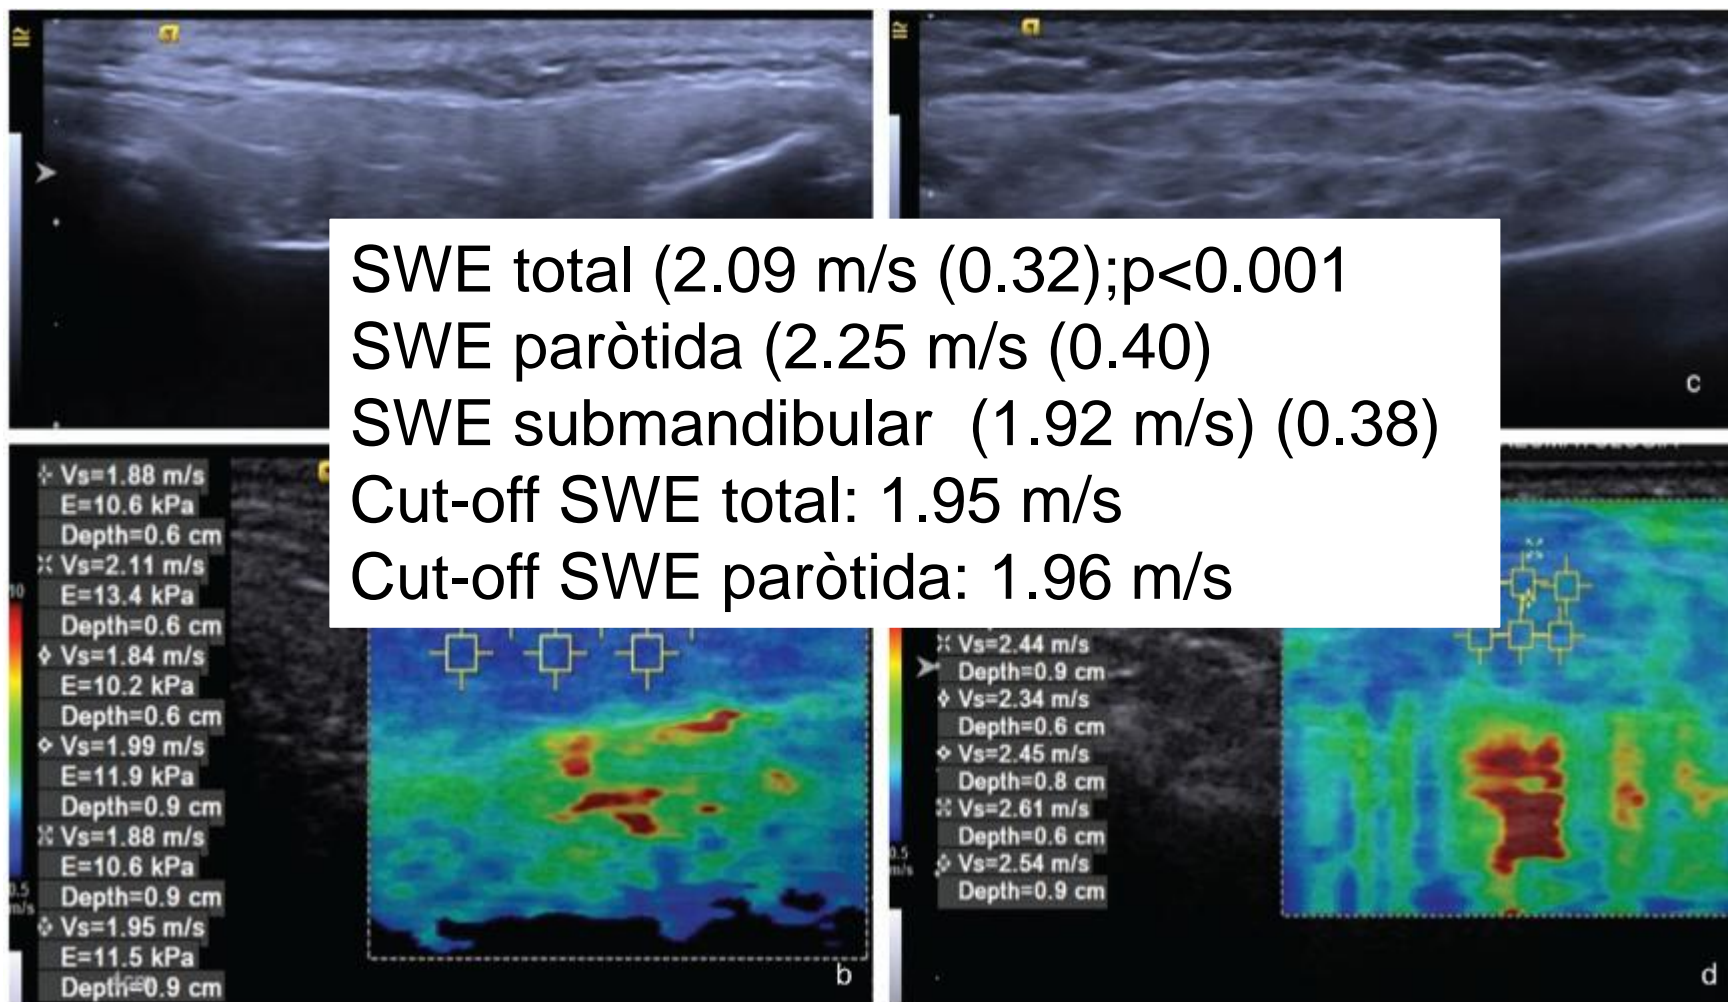 SWE total (2.09 m/s (0.32);p<0.001
SWE paròtida (2.25 m/s (0.40)
SWE submandibular  (1.92 m/s) (0.38)
Cut-off SWE total: 1.95 m/s
Cut-off SWE paròtida: 1.96 m/s
c
Vs=1.88 m/s
E=10.6 kPa
Depth=0.6 cm
Vs=2.11 m/s
E=13.4 kPa
Depth=0.6 cm
Vs=1.84 m/s
E=10.2 kPa
Depth=0.6 cm
Vs=1.99 m/s
E=11.9 kPa
Depth=0.9 cm
Vs=1.88 m/s
E=10.6 kPa
Depth=0.9 cm
Vs=1.95 m/s
E=11.5 kPa
Depth=0.9 cm
10
0.5
m/s
b
Vs=2.44 m/s
Depth=0.9 cm
Vs=2.34 m/s
Depth=0.6 cm
Vs=2.45 m/s
Depth=0.8 cm
Vs=2.61 m/s
Depth=0.6 cm
Vs=2.54 m/s
Depth=0.9 cm
0.5
m/s
d